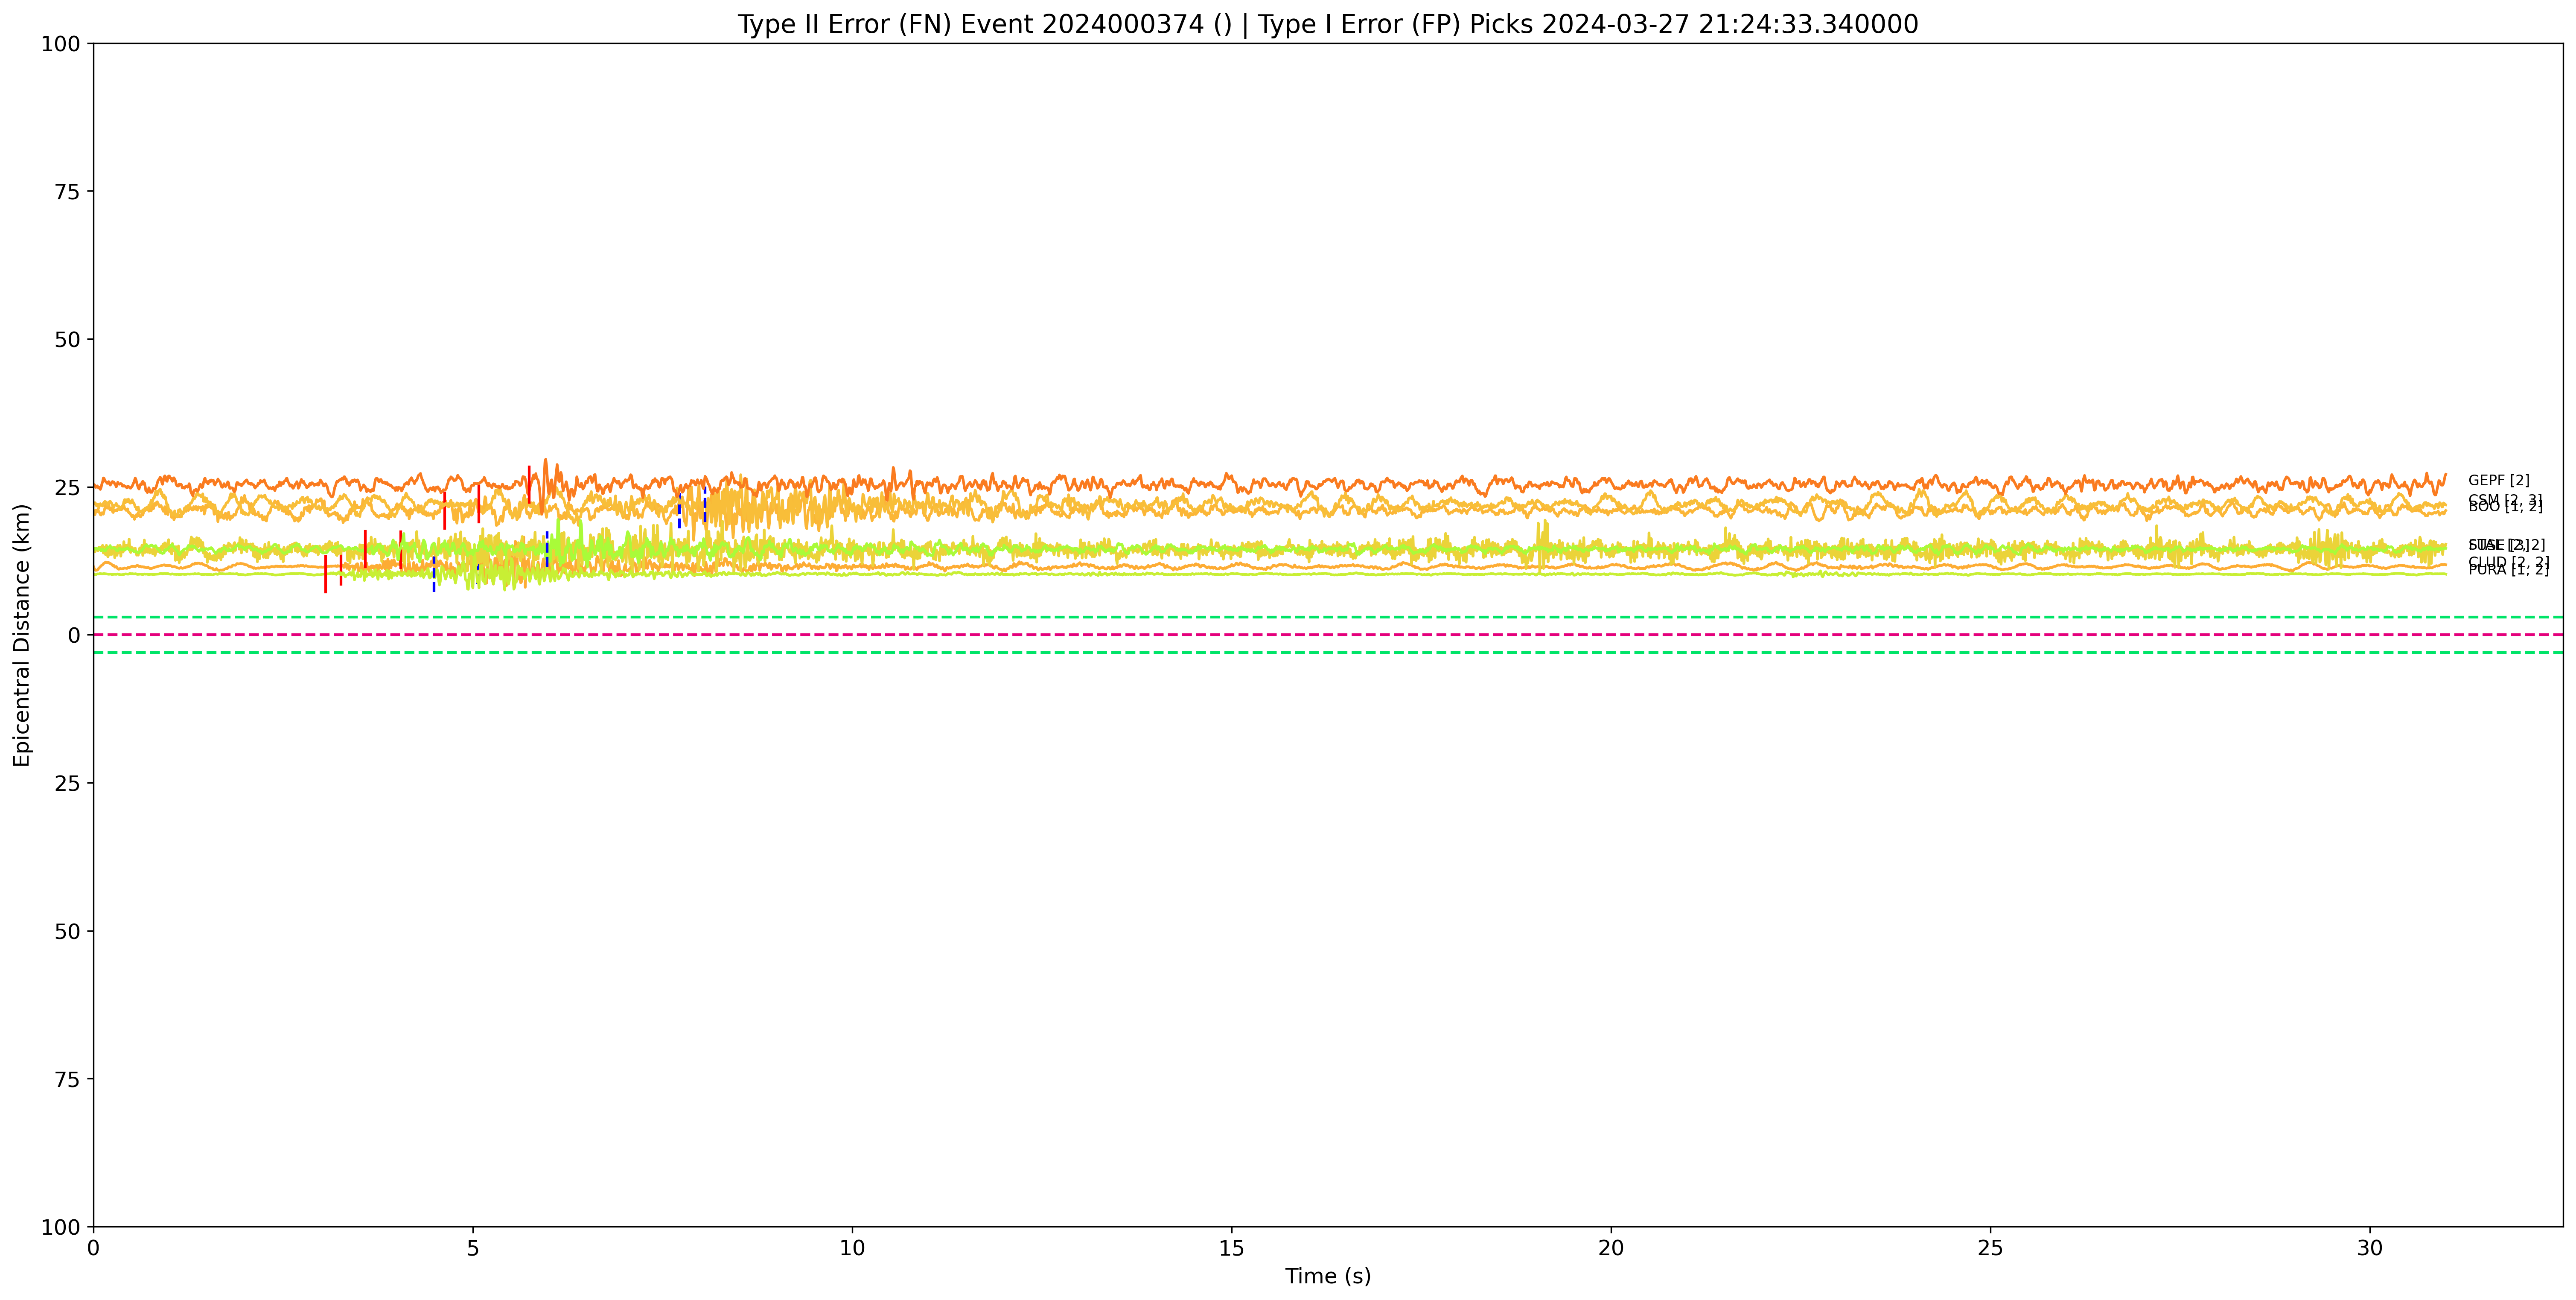 Type II Error (FN) Event 2024000374 () | Type I Error (FP) Picks 2024-03-27 21:24:33.340000
100
75
50
25
0
25
50
75
100
Epicentral Distance (km)
GEPF [2]
CSM [2, 3]
BOO [1, 2]
CLUD [2, 2]
PURA [1, 2]
0 5 10 15 20 25 30
Time (s)